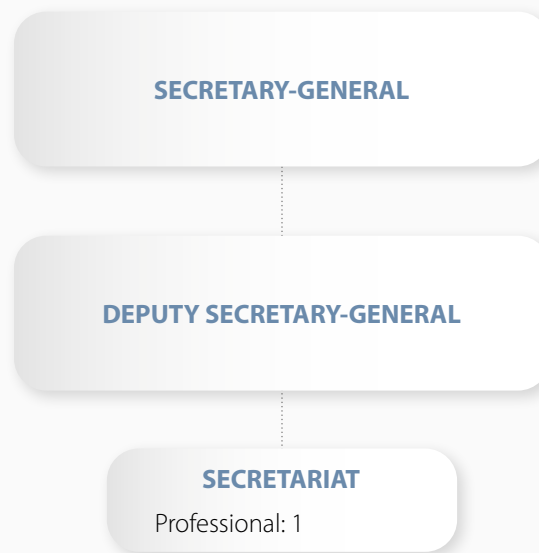 SECRETARY-GENERAL
DEPUTY SECRETARY-GENERAL
SECRETARIAT
Professional: 1